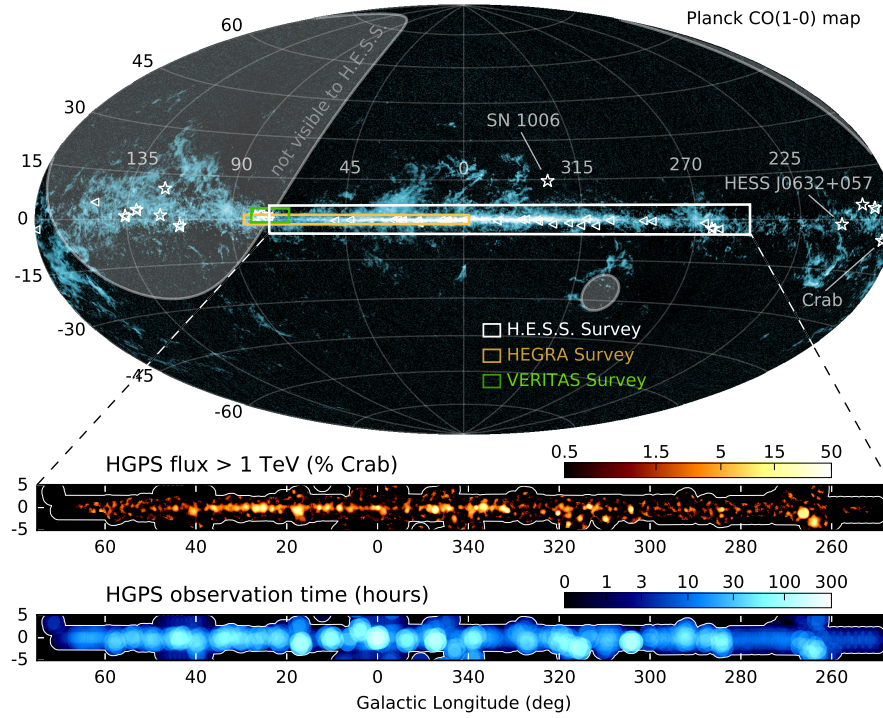 Planck CO(1-0) map
60
45
30
15
0
-15
-30
-45
-60
not visible to H.E.S.S.
SN 1006
135
90
45
0
315
270
225
HESS J0632+057
Crab
H.E.S.S. Survey
HEGRA Survey
VERITAS Survey
HGPS flux > 1 TeV (% Crab)
0.5 1.5 5 15 50
5
0
-5
60 40 20 0 340 320 300 280 260
HGPS observation time (hours)
0 1 3 10 30 100 300
5
0
-5
60 40 20 0 340 320 300 280 260
Galactic Longitude (deg)